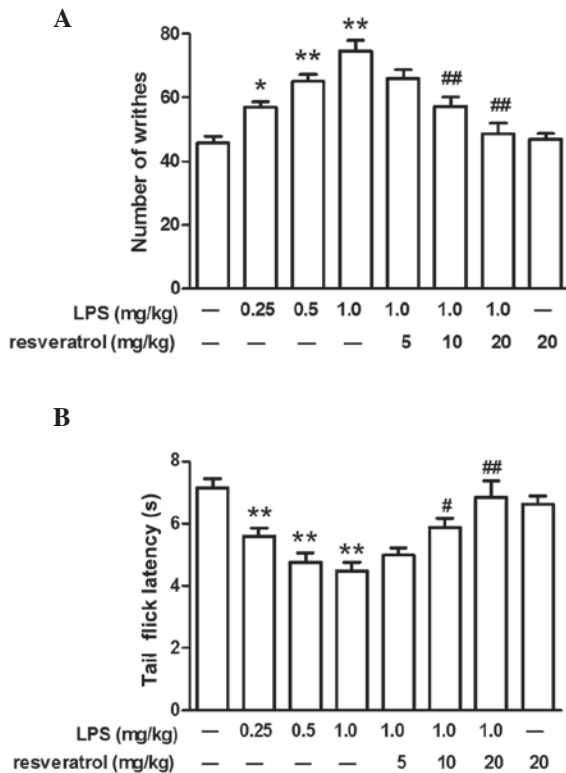 A
80
60
40
20
0
Number of writhes
*
**
**
##
##
LPS (mg/kg) — 0.25 0.5 1.0 1.0 1.0 1.0 —
resveratrol (mg/kg) — — — — 5 10 20 20
B
8
6
4
2
0
Tail flick latency (s)
**
**
**
#
##
LPS (mg/kg) — 0.25 0.5 1.0 1.0 1.0 1.0 —
resveratrol (mg/kg) — — — — 5 10 20 20